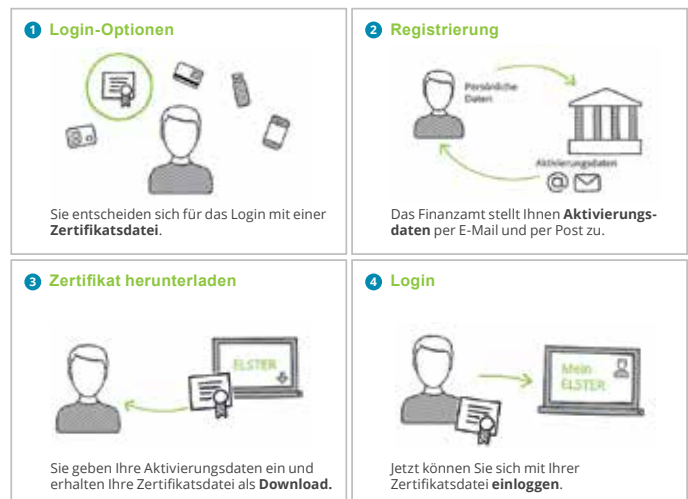 1 Login-Optionen
Sie entscheiden sich für das Login mit einer
Zertifikatsdatei.
2 Registrierung
Persönliche
Daten
Aktivierungsdaten
@
Das Finanzamt stellt Ihnen Aktivierungs-
daten per E-Mail und per Post zu.
3 Zertifikat herunterladen
ELSTER
Sie geben Ihre Aktivierungsdaten ein und
erhalten Ihre Zertifikatsdatei als Download.
4 Login
Mein
ELSTER
Jetzt können Sie sich mit Ihrer
Zertifikatsdatei einloggen.